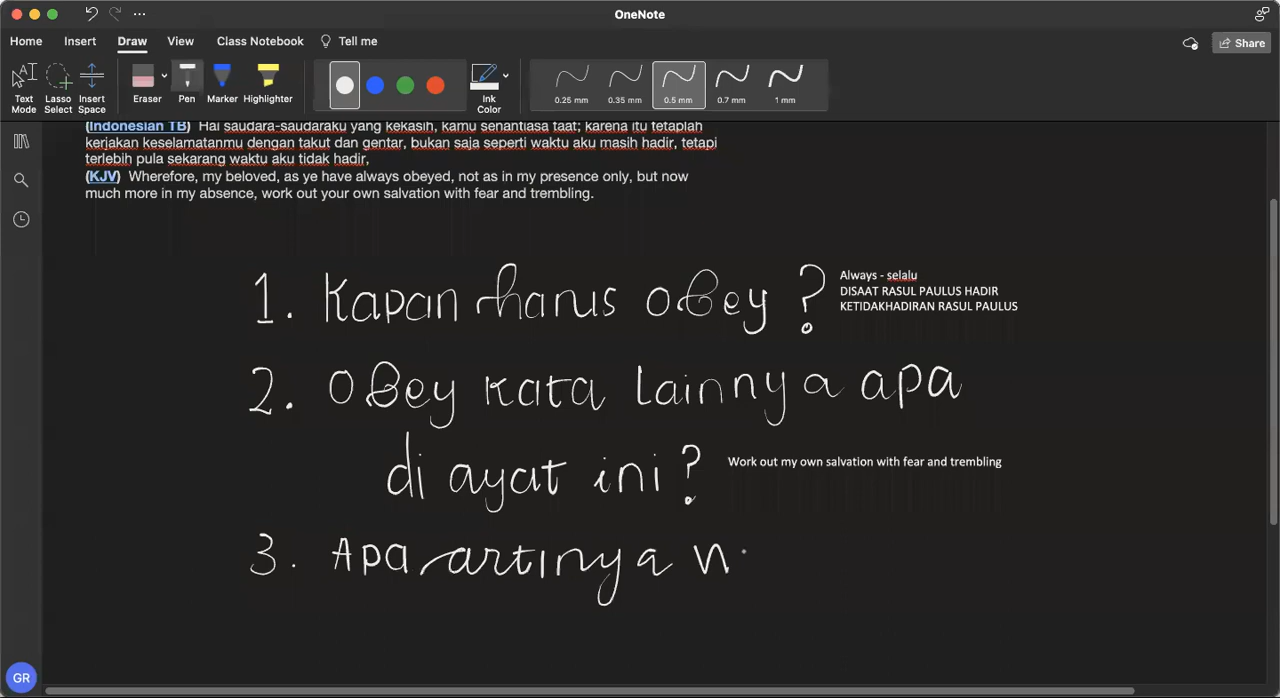 OneNote
Home Insert Draw View Class Notebook Tell me
Share
Text Mode
Lasso Select
Insert Space
Eraser
Pen
Marker
Highlighter
Ink Color
0.25 mm 0.35 mm 0.5 mm 0.7 mm 1 mm
(Indonesian TB) Hai saudara-saudaraku yang kekasih, kamu senantiasa taat; karena itu tetaplah
kerjakan keselamatanmu dengan takut dan gentar, bukan saja seperti waktu aku masih hadir, tetapi
terlebih pula sekarang waktu aku tidak hadir,
(KJV) Wherefore, my beloved, as ye have always obeyed, not as in my presence only, but now
much more in my absence, work out your own salvation with fear and trembling.
1. Kapan harus obey ?
Always - selalu
DISAAT RASUL PAULUS HADIR
KETIDAKHADIRAN RASUL PAULUS
2. Obey kata lainnya apa
di ayat ini ?
Work out my own salvation with fear and trembling
3. Apa artinya
GR